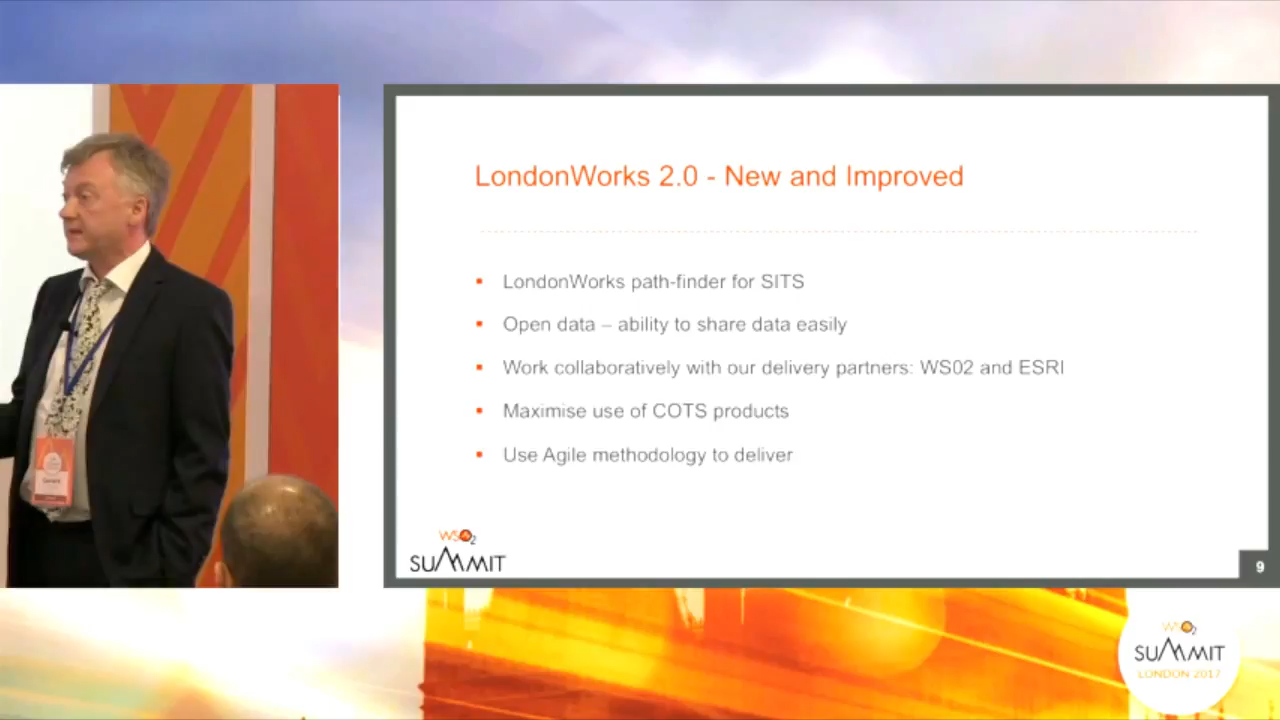 LondonWorks 2.0 - New and Improved
LondonWorks path-finder for SITS
Open data – ability to share data easily
Work collaboratively with our delivery partners: WS02 and ESRI
Maximise use of COTS products
Use Agile methodology to deliver
WSO2
SUMMIT
9
WSO2
SUMMIT
LONDON 2017